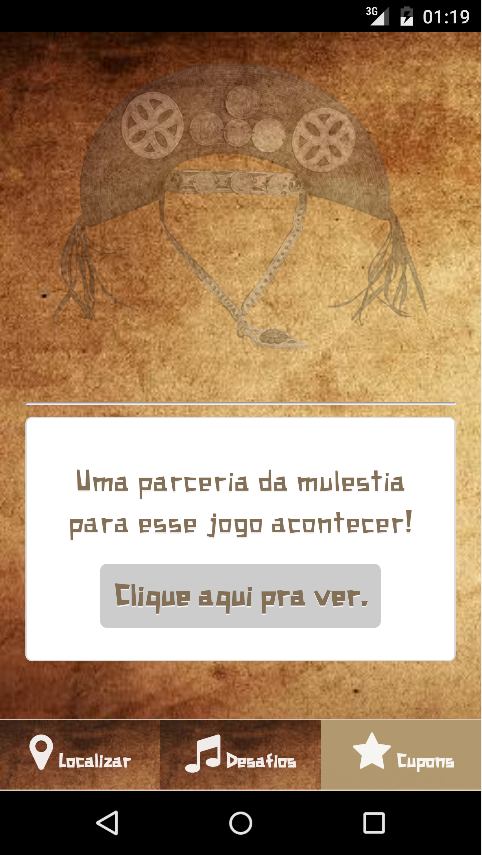 3G 01:19
Uma parceria da mulestia
para esse jogo acontecer!
Clique aqui pra ver.
Localizar Desafios Cupons